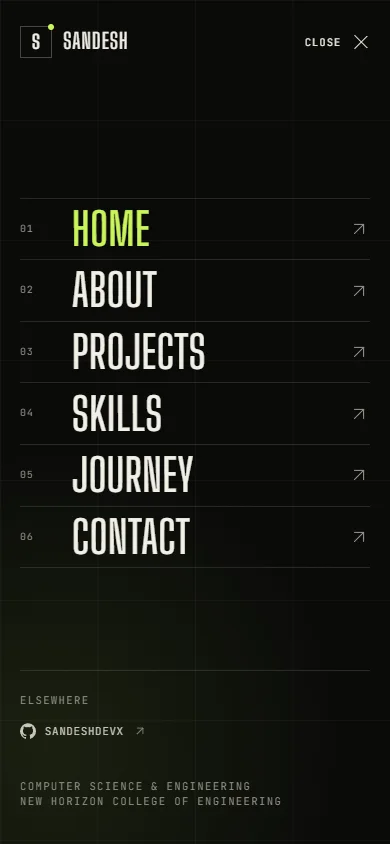 S SANDESH CLOSE
01 HOME
02 ABOUT
03 PROJECTS
04 SKILLS
05 JOURNEY
06 CONTACT
ELSEWHERE
SANDESHDEVX
COMPUTER SCIENCE & ENGINEERING
NEW HORIZON COLLEGE OF ENGINEERING